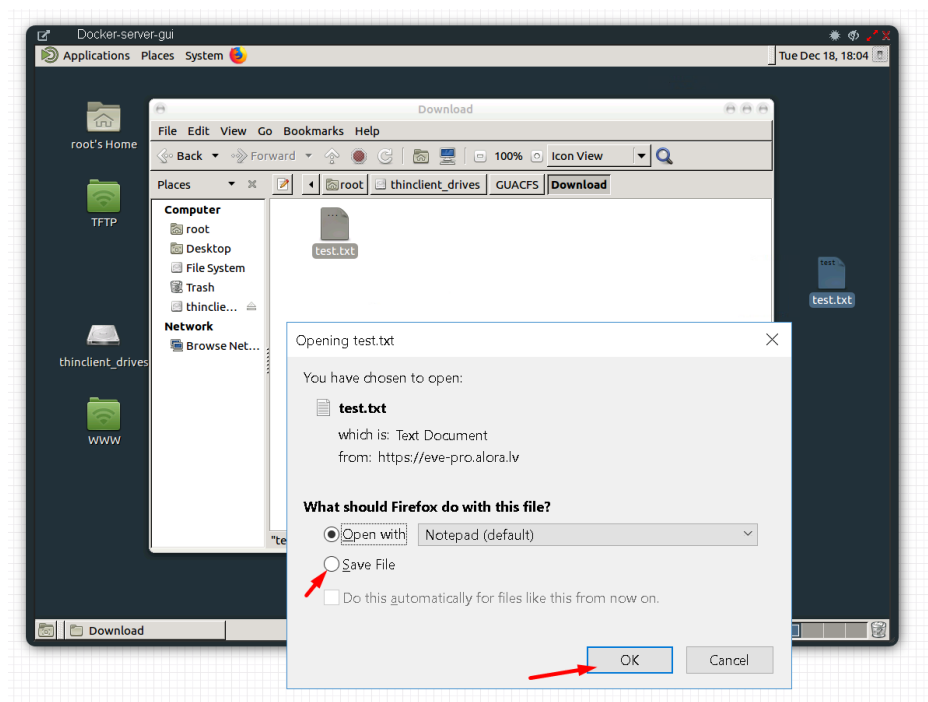 Docker-server-gui
Applications Places System
Tue Dec 18, 18:04
root's Home
TFTP
thinclient_drives
WWW
Download
File Edit View Go Bookmarks Help
Back Forward 100% Icon View
Places root thinclient_drives GUACFS Download
Computer
root
Desktop
File System
Trash
thinclie...
Network
Browse Net...
test.txt
"te
test
test.txt
Opening test.txt
You have chosen to open:
test.txt
which is: Text Document
from: https://eve-pro.alora.lv
What should Firefox do with this file?
Open with Notepad (default)
Save File
Do this automatically for files like this from now on.
OK Cancel
Download